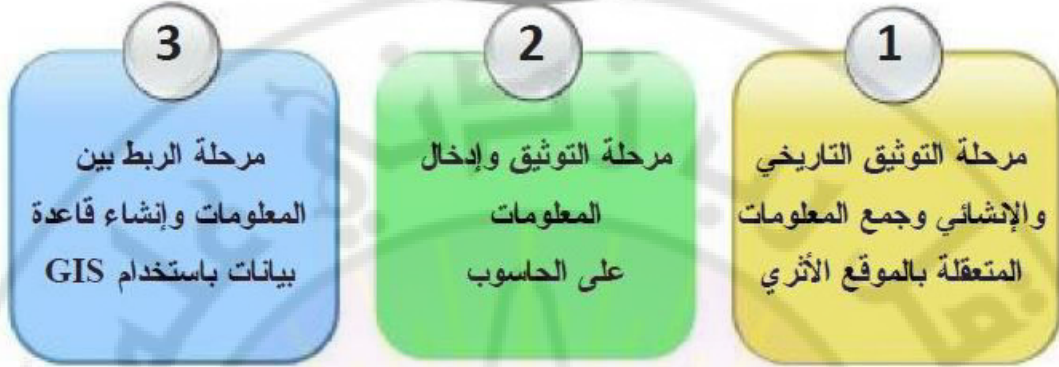 1
مرحلة التوثيق التاريخي
والإنشائي وجمع المعلومات
المتعقلة بالموقع الأثري
2
مرحلة التوثيق وإدخال
المعلومات
على الحاسوب
3
مرحلة الربط بين
المعلومات وإنشاء قاعدة
بيانات باستخدام GIS